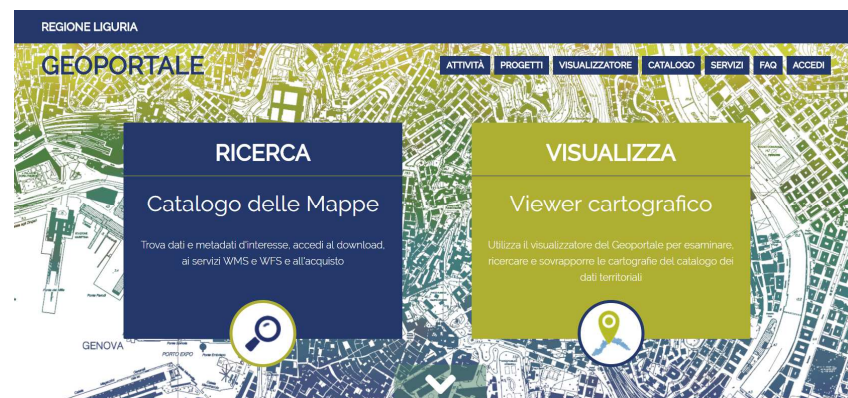 REGIONE LIGURIA
GEOPORTALE
ATTIVITÀ PROGETTI VISUALIZZATORE CATALOGO SERVIZI FAQ ACCEDI
RICERCA
Catalogo delle Mappe
Trova dati e metadati d'interesse, accedi al download,
ai servizi WMS e WFS e all'acquisto
VISUALIZZA
Viewer cartografico
Utilizza il visualizzatore del Geoportale per esaminare,
ricercare e sovrapporre le cartografie del catalogo dei
dati territoriali
GENOVA
PORTO EXPO